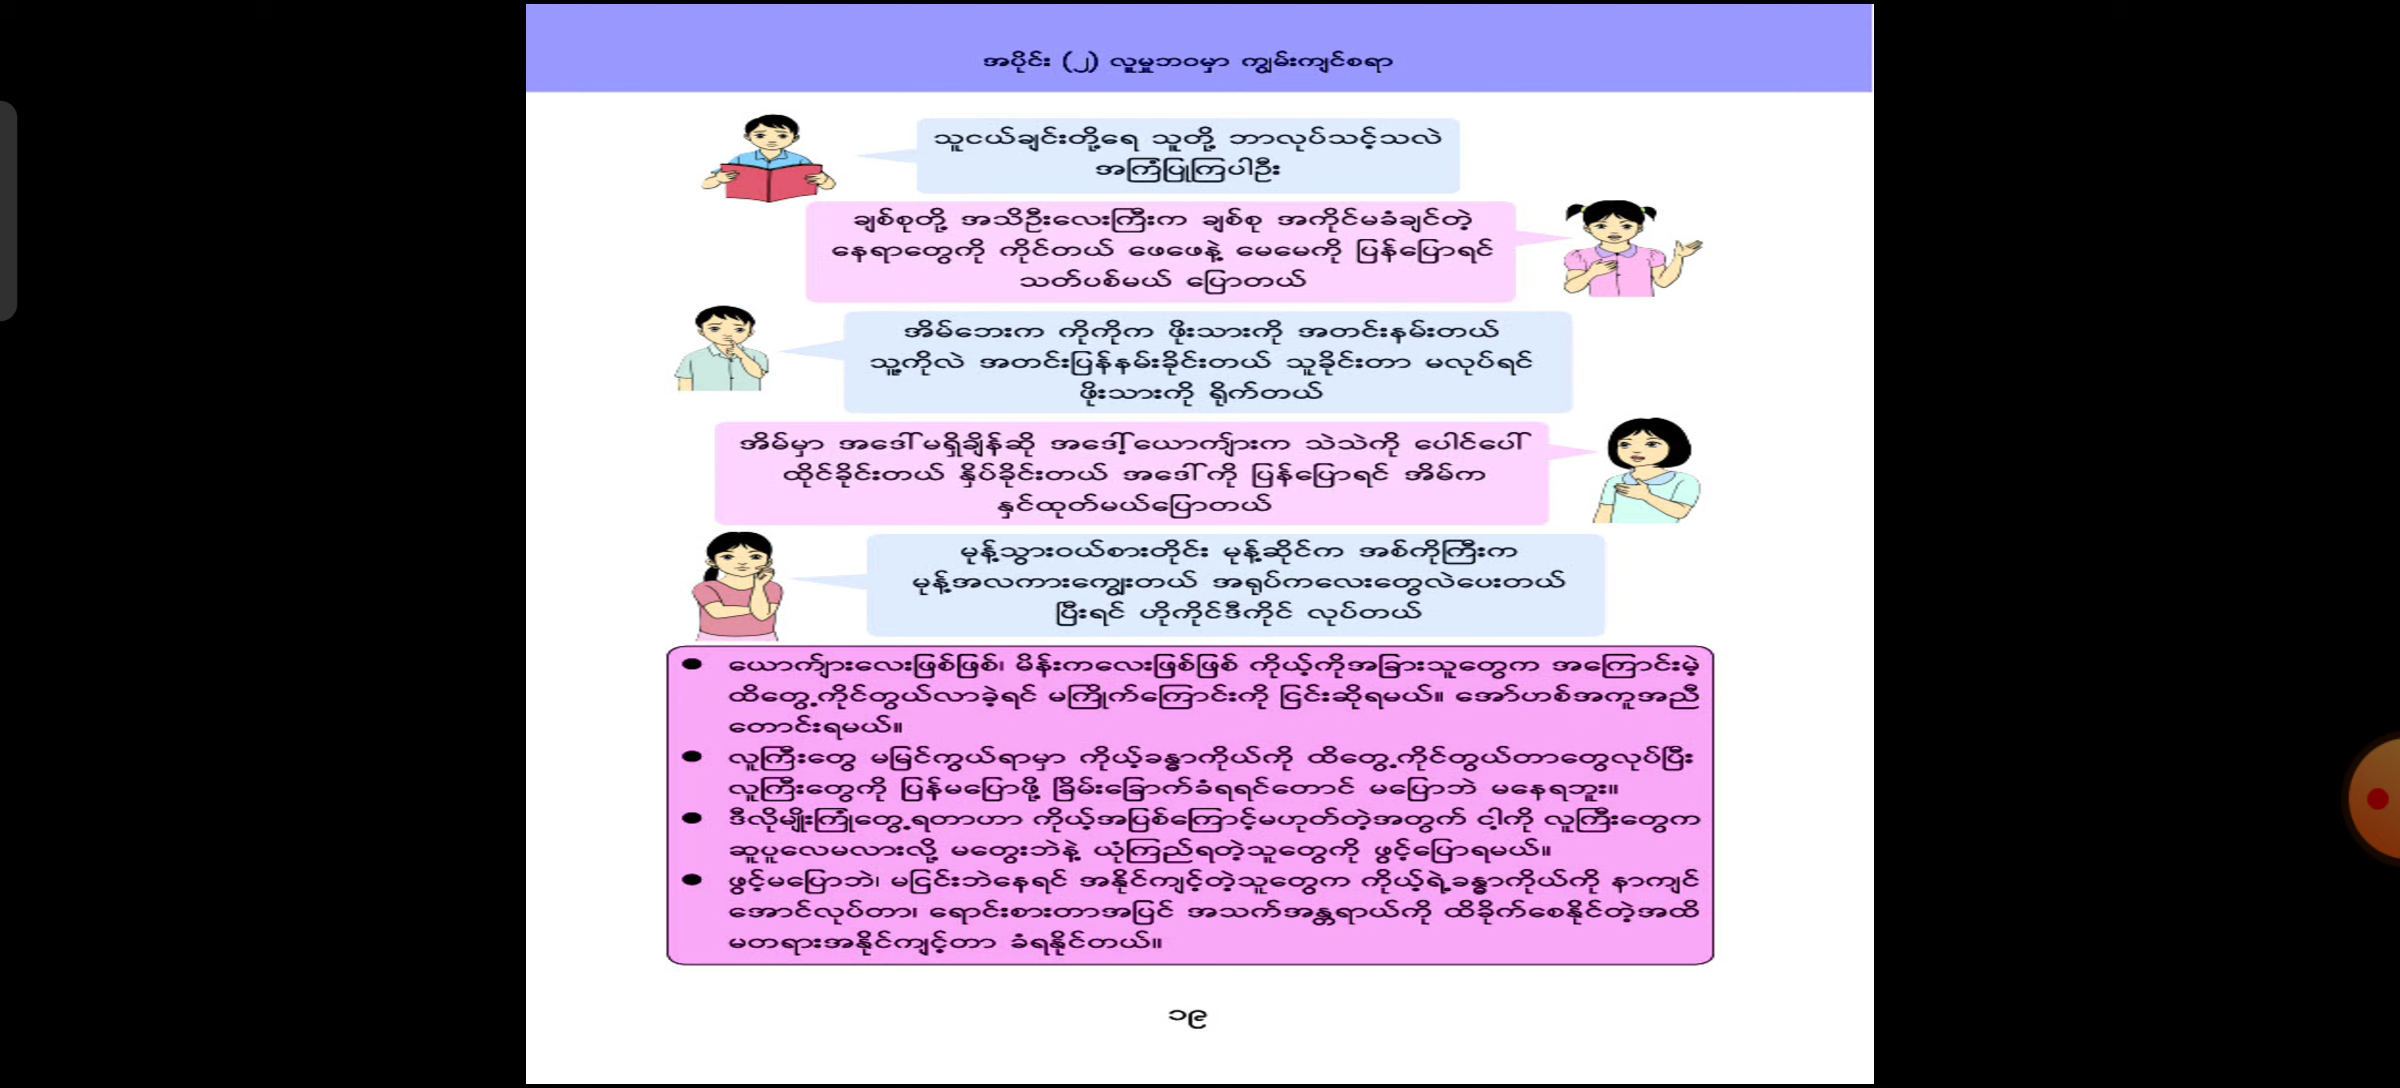 အပိုင်း (၂) လူမှုဘဝမှာ ကျွမ်းကျင်စရာ
သူငယ်ချင်းတို့ရေ သူတို့ ဘာလုပ်သင့်သလဲ
အကြံပြုကြပါဦး
ချစ်စုတို့ အသိဦးလေးကြီးက ချစ်စု အကိုင်မခံချင်တဲ့
နေရာတွေကို ကိုင်တယ် ဖေဖေနဲ့ မေမေကို ပြန်ပြောရင်
သတ်ပစ်မယ် ပြောတယ်
အိမ်ဘေးက ကိုကိုက ဖိုးသားကို အတင်းနမ်းတယ်
သူ့ကိုလဲ အတင်းပြန်နမ်းခိုင်းတယ် သူခိုင်းတာ မလုပ်ရင်
ဖိုးသားကို ရိုက်တယ်
အိမ်မှာ အဒေါ်မရှိချိန်ဆို အဒေါ့်ယောက်ျားက သဲသဲကို ပေါင်ပေါ်
ထိုင်ခိုင်းတယ် နှိပ်ခိုင်းတယ် အဒေါ်ကို ပြန်ပြောရင် အိမ်က
နှင်ထုတ်မယ်ပြောတယ်
မုန့်သွားဝယ်စားတိုင်း မုန့်ဆိုင်က အစ်ကိုကြီးက
မုန့်အလကားကျွေးတယ် အရုပ်ကလေးတွေလဲပေးတယ်
ပြီးရင် ဟိုကိုင်ဒီကိုင် လုပ်တယ်
● ယောက်ျားလေးဖြစ်ဖြစ်၊ မိန်းကလေးဖြစ်ဖြစ် ကိုယ့်ကိုအခြားသူတွေက အကြောင်းမဲ့
ထိတွေ့ကိုင်တွယ်လာခဲ့ရင် မကြိုက်ကြောင်းကို ငြင်းဆိုရမယ်။ အော်ဟစ်အကူအညီ
တောင်းရမယ်။
● လူကြီးတွေ မမြင်ကွယ်ရာမှာ ကိုယ့်ခန္ဓာကိုယ်ကို ထိတွေ့ကိုင်တွယ်တာတွေလုပ်ပြီး
လူကြီးတွေကို ပြန်မပြောဖို့ ခြိမ်းခြောက်ခံရရင်တောင် မပြောဘဲ မနေရဘူး။
● ဒီလိုမျိုးကြုံတွေ့ရတာဟာ ကိုယ့်အပြစ်ကြောင့်မဟုတ်တဲ့အတွက် ငါ့ကို လူကြီးတွေက
ဆူပူလေမလားလို့ မတွေးဘဲနဲ့ ယုံကြည်ရတဲ့သူတွေကို ဖွင့်ပြောရမယ်။
● ဖွင့်မပြောဘဲ၊ မငြင်းဘဲနေရင် အနိုင်ကျင့်တဲ့သူတွေက ကိုယ့်ရဲ့ခန္ဓာကိုယ်ကို နာကျင်
အောင်လုပ်တာ၊ ရောင်းစားတာအပြင် အသက်အန္တရာယ်ကို ထိခိုက်စေနိုင်တဲ့အထိ
မတရားအနိုင်ကျင့်တာ ခံရနိုင်တယ်။
၁၉